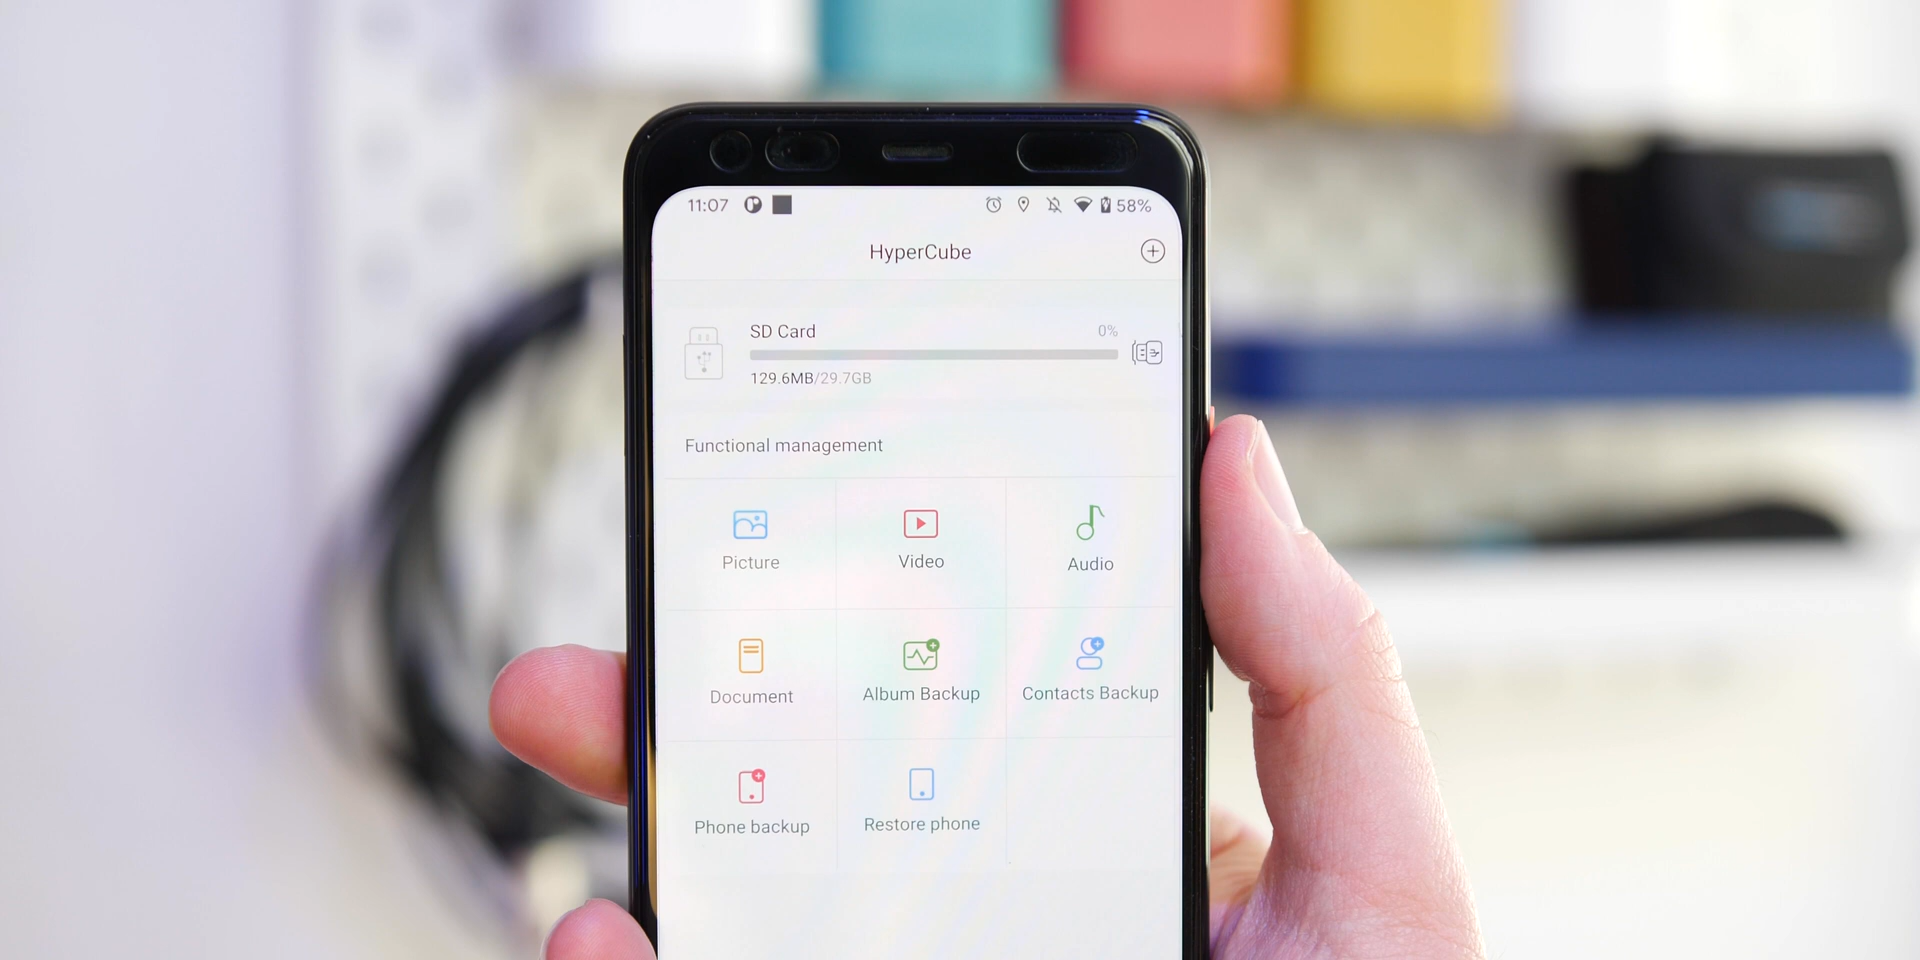 11:07 58%
HyperCube
SD Card 0%
129.6MB/29.7GB
Functional management
Picture Video Audio
Document Album Backup Contacts Backup
Phone backup Restore phone